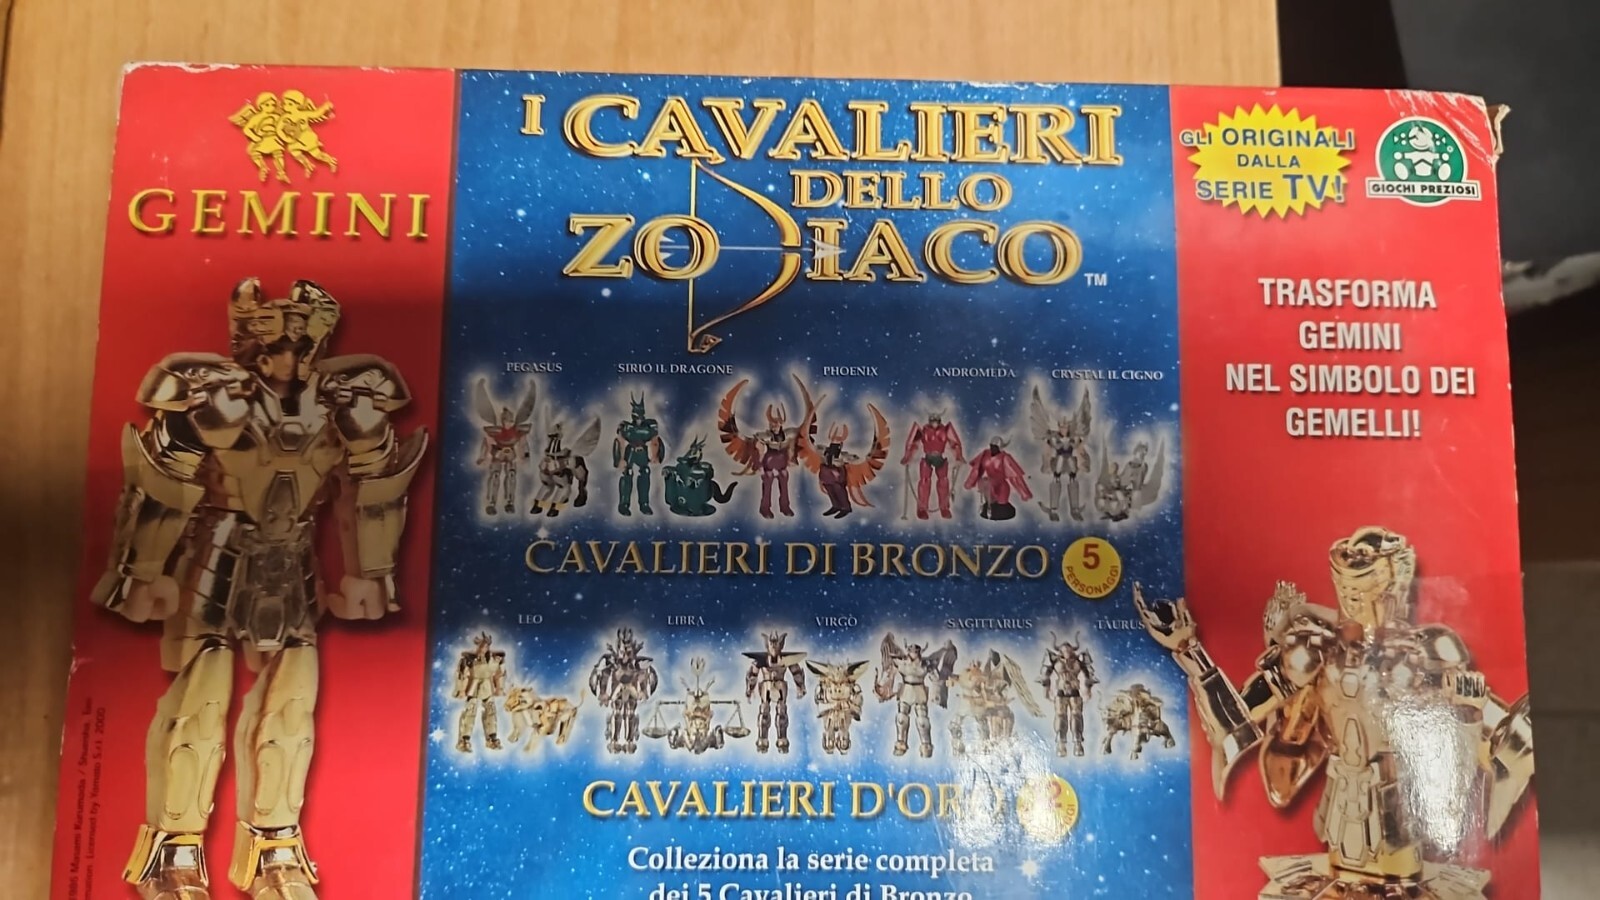 GEMINI
I CAVALIERI
DELLO
ZODIACO
TM
GLI ORIGINALI
DALLA
SERIE TV!
GIOCHI PREZIOSI
TRASFORMA
GEMINI
NEL SIMBOLO DEI
GEMELLI!
PEGASUS
SIRIO IL DRAGONE
PHOENIX
ANDROMEDA
CRYSTAL IL CIGNO
CAVALIERI DI BRONZO
5
PERSONAGGI
LEO
LIBRA
VIRGO
SAGITTARIUS
TAURUS
CAVALIERI D'ORO
Colleziona la serie completa
dei 5 Cavalieri di Bronzo